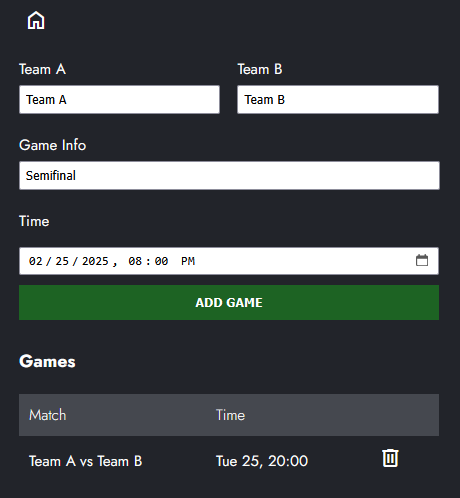 Team A Team B
Team A Team B
Game Info
Semifinal
Time
02/25/2025, 08:00 PM
ADD GAME
Games
Match Time
Team A vs Team B Tue 25, 20:00